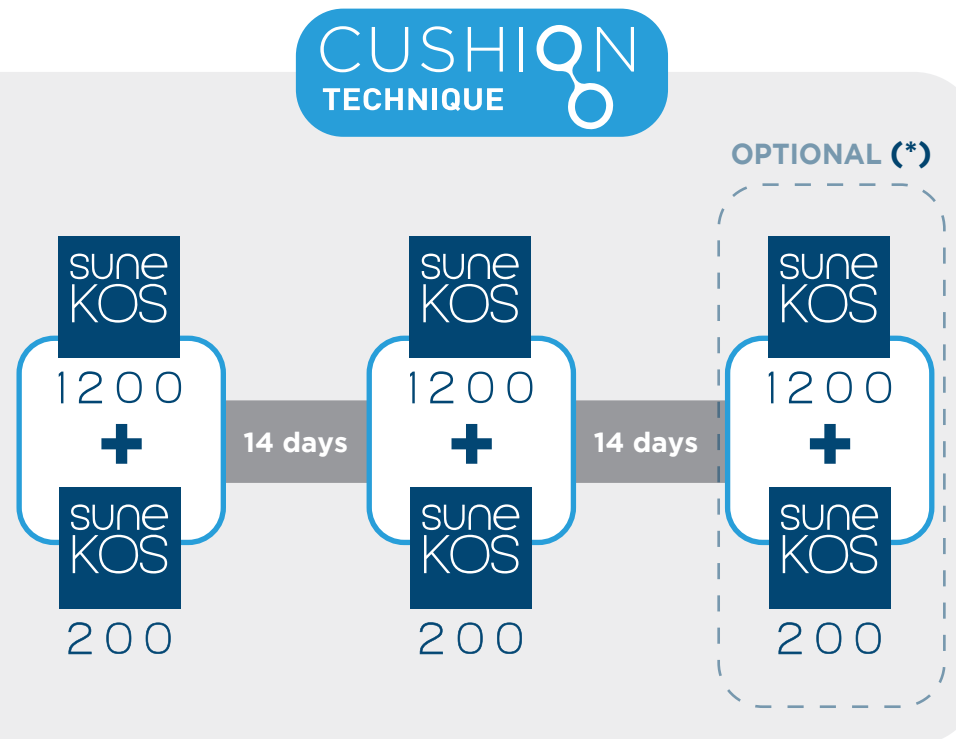 CUSHION
TECHNIQUE
OPTIONAL (*)
sune
KOS
1200
+
sune
KOS
200
14 days
sune
KOS
1200
+
sune
KOS
200
14 days
sune
KOS
1200
+
sune
KOS
200